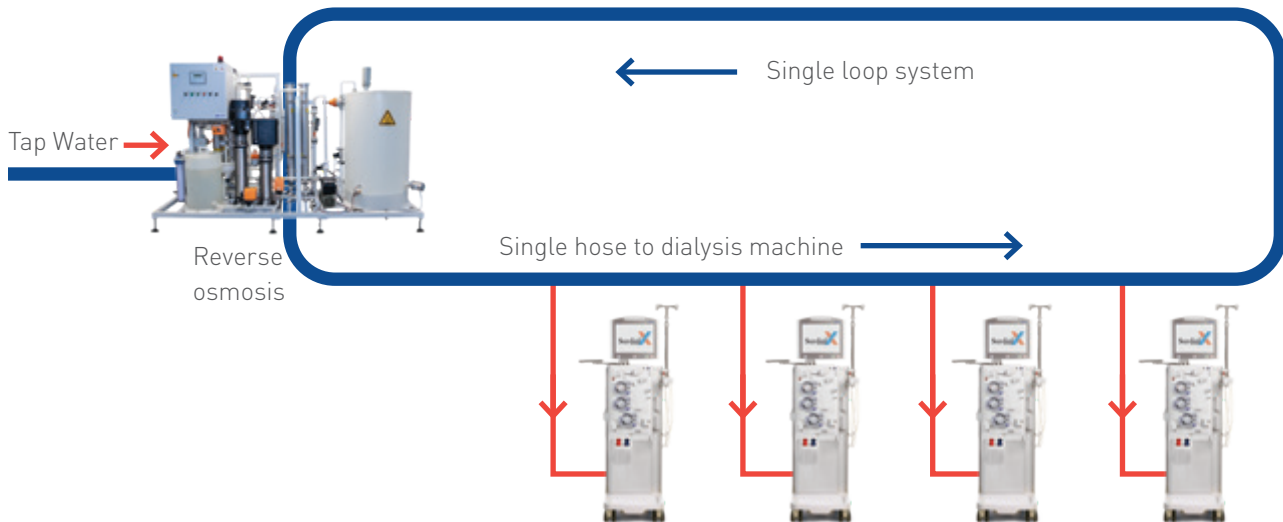 Single loop system
Tap Water
Single hose to dialysis machine
Reverse
osmosis